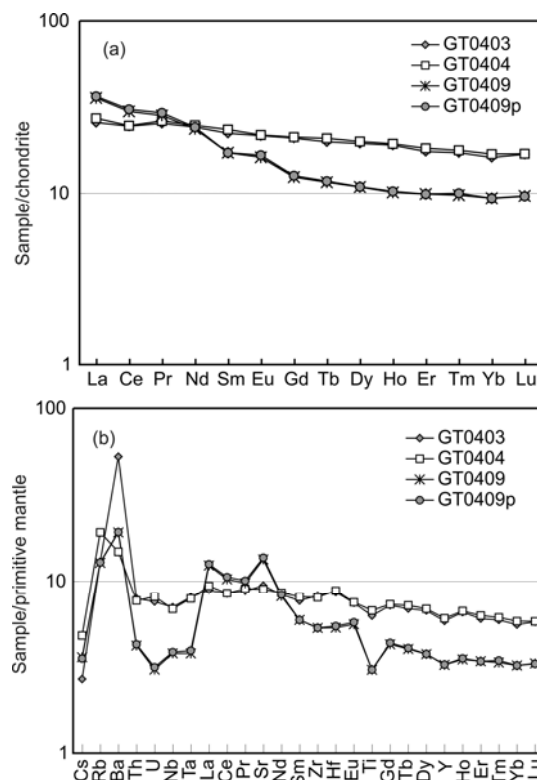 100
(a)
GT0403
GT0404
GT0409
GT0409p
Sample/chondrite
10
1
La Ce Pr Nd Sm Eu Gd Tb Dy Ho Er Tm Yb Lu
100
(b)
GT0403
GT0404
GT0409
GT0409p
Sample/primitive mantle
10
1
Cs Rb Ba Th U Nb Ta La Ce Pr Sr Nd Sm Zr Hf Eu Ti Gd Tb Dy Y Ho Er Tm Yb Lu